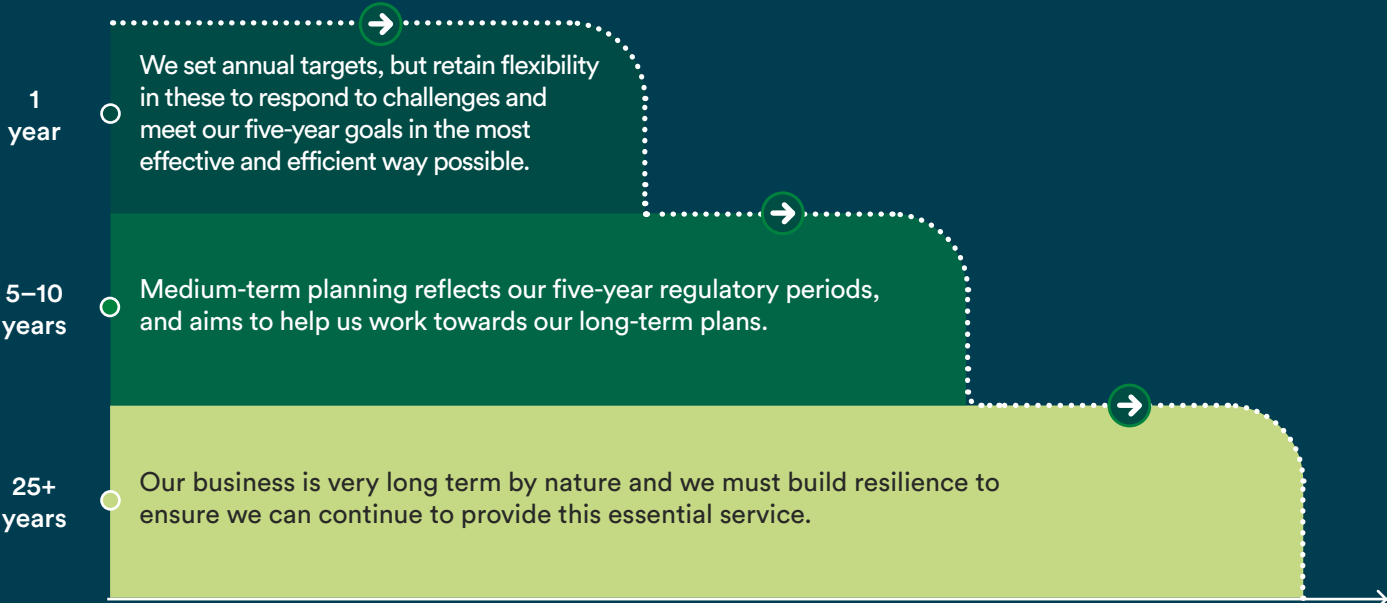 1
year
We set annual targets, but retain flexibility
in these to respond to challenges and
meet our five-year goals in the most
effective and efficient way possible.
5–10
years
Medium-term planning reflects our five-year regulatory periods,
and aims to help us work towards our long-term plans.
25+
years
Our business is very long term by nature and we must build resilience to
ensure we can continue to provide this essential service.